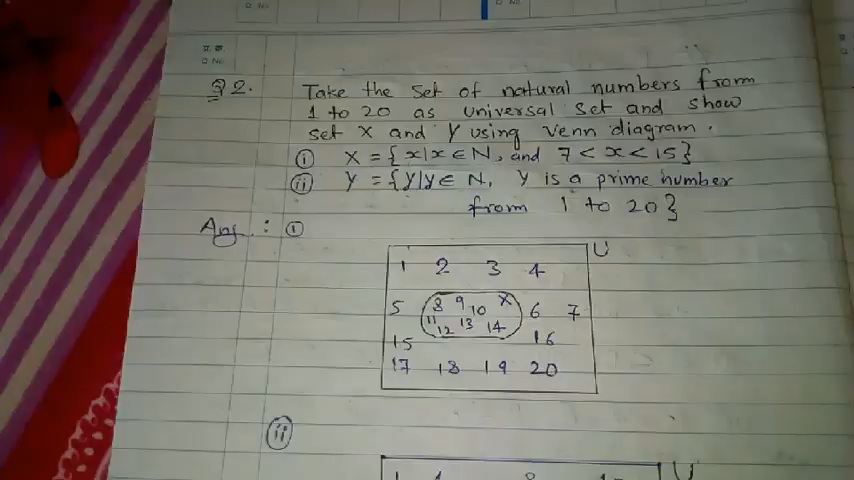 Q 2. Take the set of natural numbers from
1 to 20 as universal set and show
set X and Y using Venn diagram.
(i) X = {x|x ∈ N, and 7 < x < 15}
(ii) Y = {y|y ∈ N, Y is a prime number
from 1 to 20}
Ans : (i)
U
1 2 3 4
5 8 9 10 X 6 7
11 12 13 14
15 16
17 18 19 20
(ii)
U